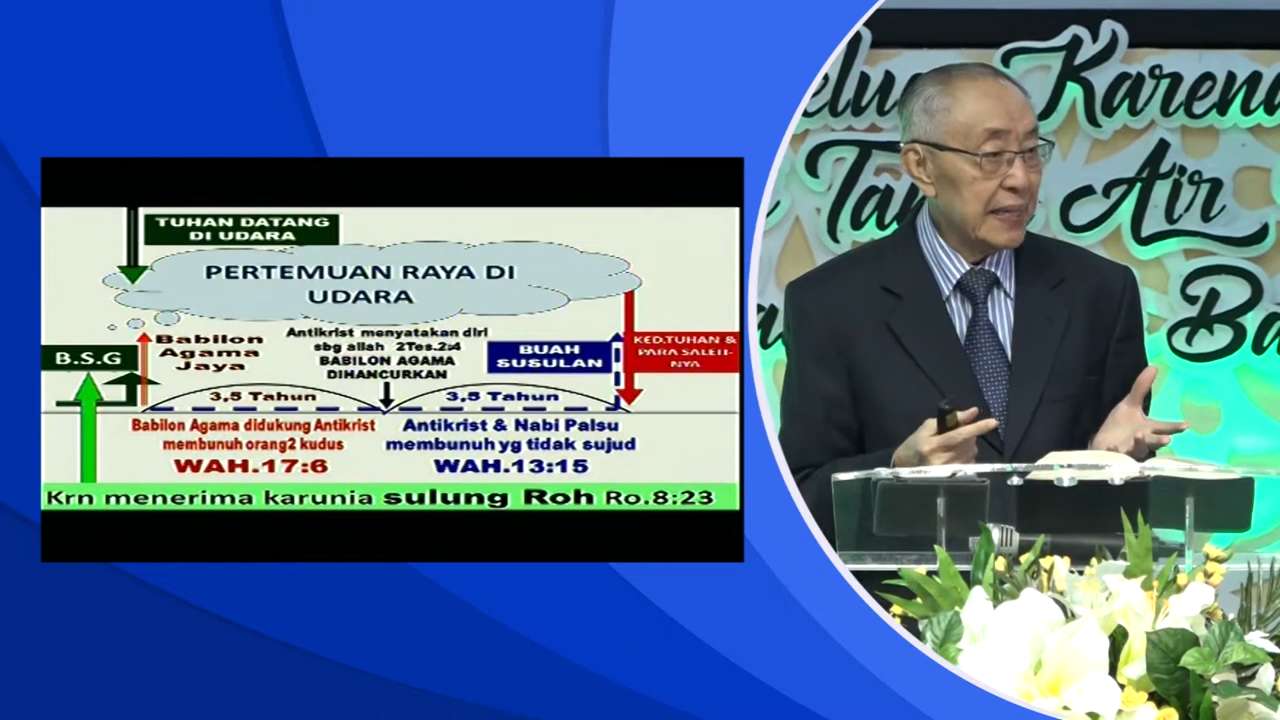 TUHAN DATANG
DI UDARA
PERTEMUAN RAYA DI
UDARA
Babilon
Agama
Jaya
Antikrist menyatakan diri
sbg allah 2Tes.2:4
BABILON AGAMA
DIHANCURKAN
B.S.G
BUAH
SUSULAN
KED.TUHAN &
PARA SALEH-
NYA
3,5 Tahun
3,5 Tahun
Babilon Agama didukung Antikrist
membunuh orang2 kudus
WAH.17:6
Antikrist & Nabi Palsu
membunuh yg tidak sujud
WAH.13:15
Krn menerima karunia sulung Roh Ro.8:23
Karena
Air